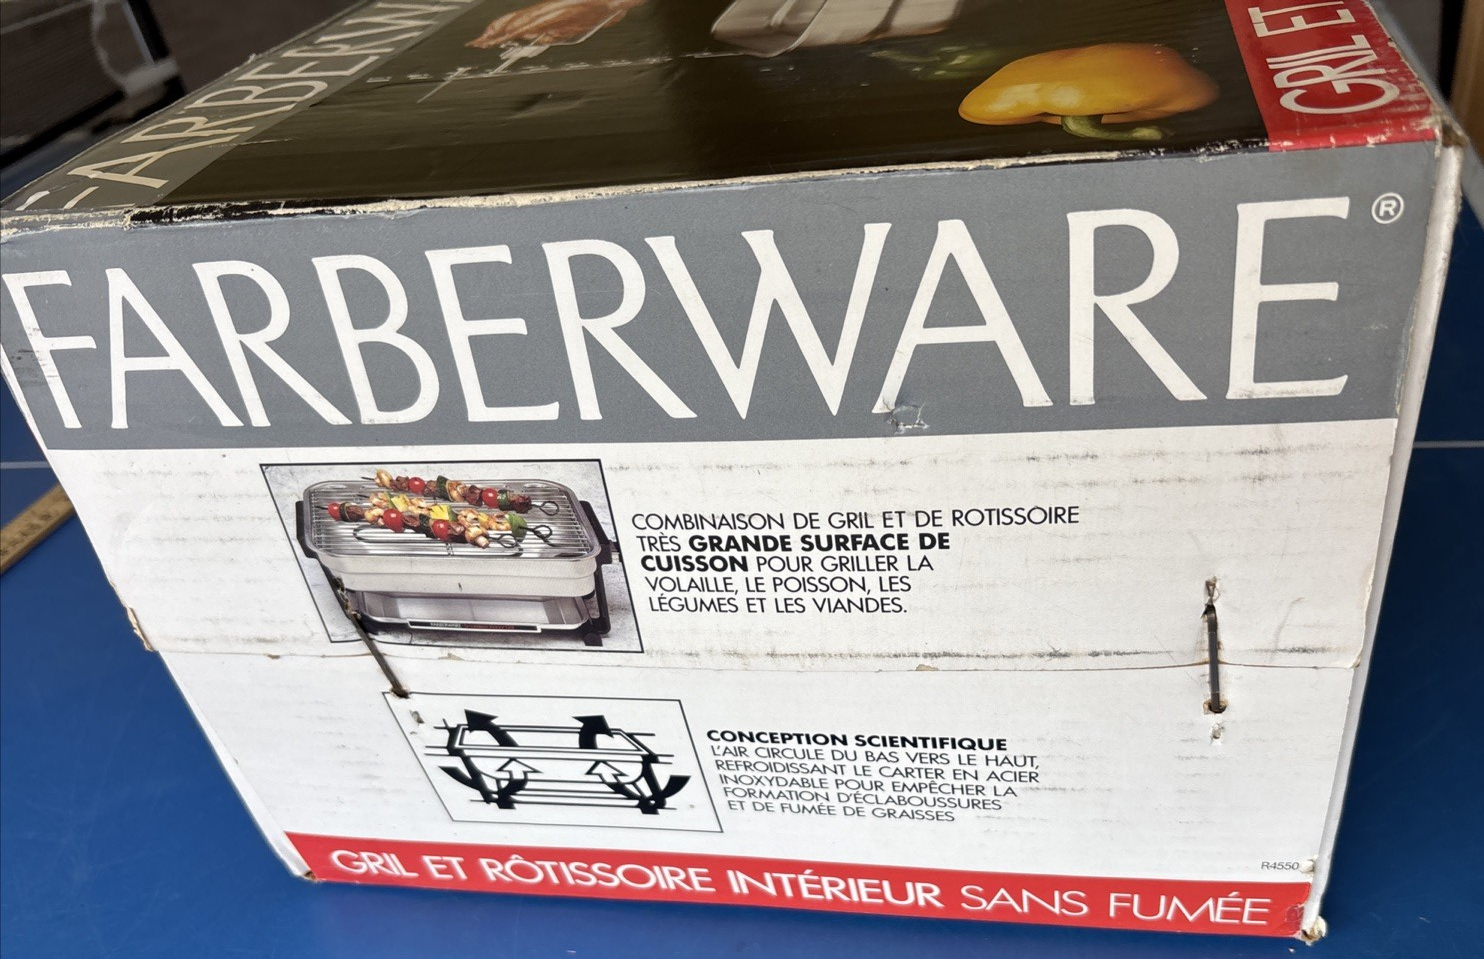 FARBERW
GRIL ET
FARBERWARE®
COMBINAISON DE GRIL ET DE ROTISSOIRE
TRÈS GRANDE SURFACE DE
CUISSON POUR GRILLER LA
VOLAILLE, LE POISSON, LES
LÉGUMES ET LES VIANDES.
CONCEPTION SCIENTIFIQUE
L'AIR CIRCULE DU BAS VERS LE HAUT,
REFROIDISSANT LE CARTER EN ACIER
INOXYDABLE POUR EMPÊCHER LA
FORMATION D'ÉCLABOUSSURES
ET DE FUMÉE DE GRAISSES
R4550
GRIL ET RÔTISSOIRE INTÉRIEUR SANS FUMÉE